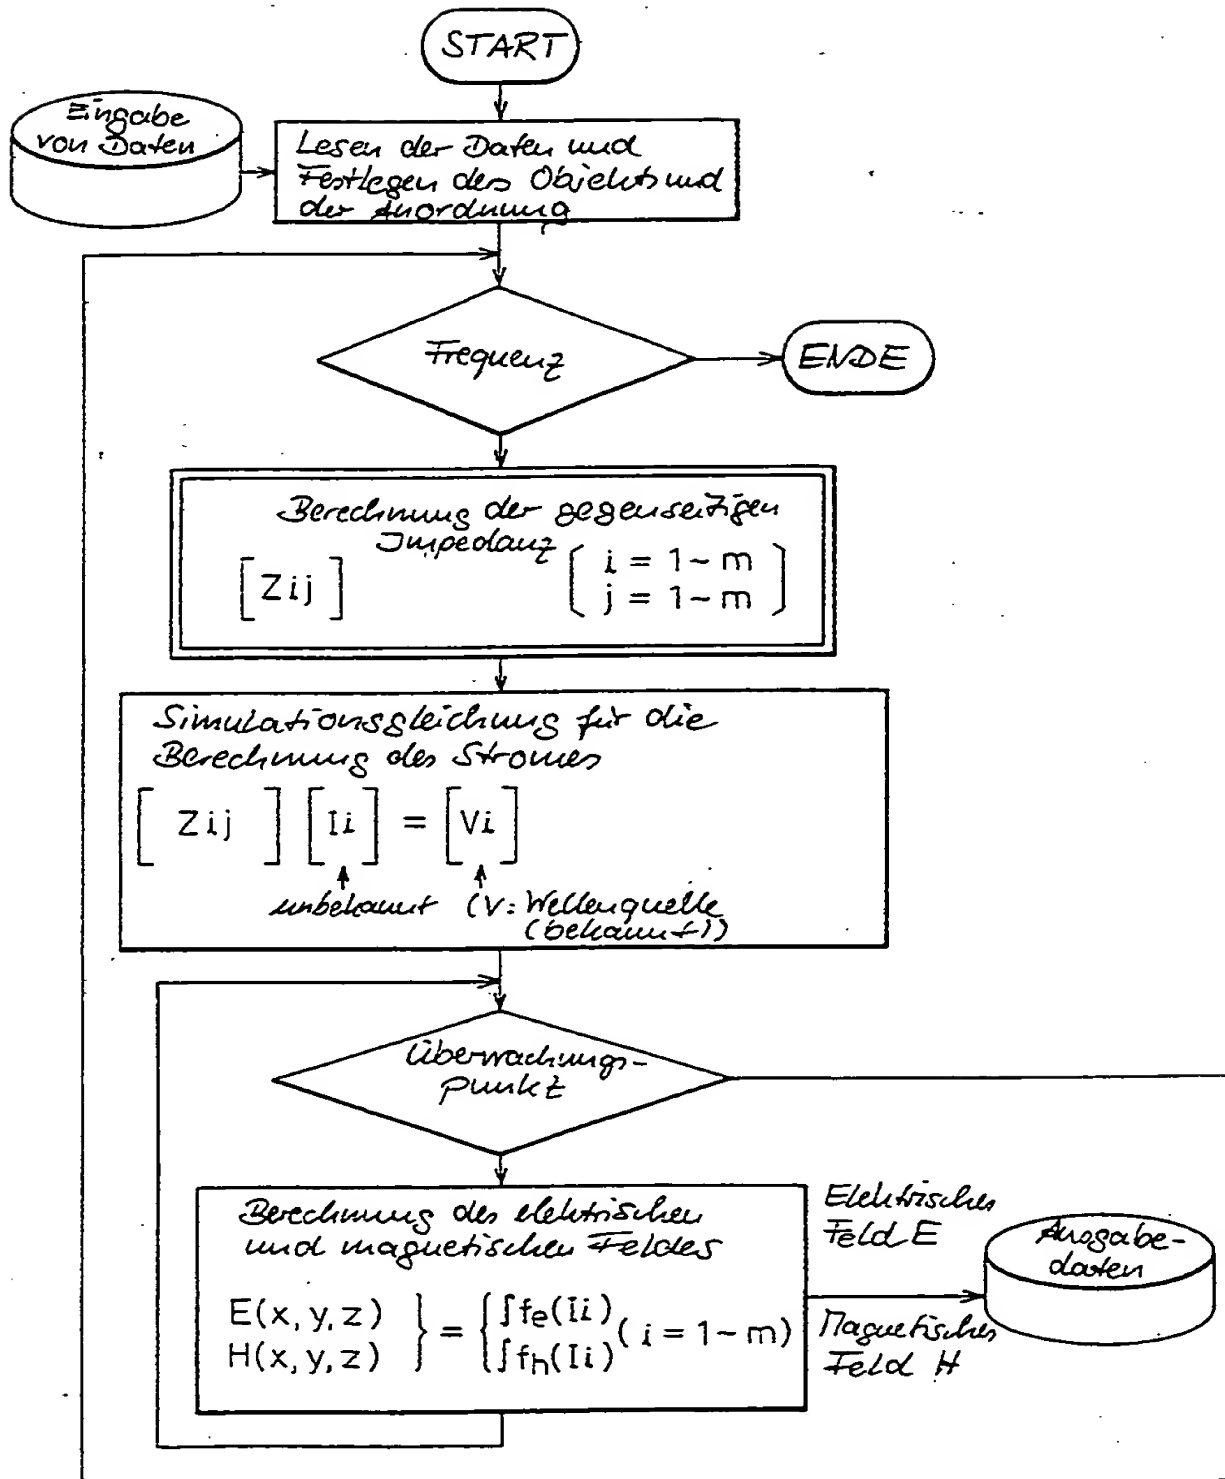 START
Eingabe
von Daten
Lesen der Daten und
Festlegen des Objekts und
der Anordnung
Frequenz
ENDE
Berechnung der gegenseitigen
Impedanz
[Zij] ( i = 1 ~ m
j = 1 ~ m )
Simulationsgleichung für die
Berechnung des Stromes
[ Zij ] [Ii] = [Vi]
unbekannt (V: Wellenquelle
(bekannt))
Überwachungs-
punkt
Berechnung des elektrischen
und magnetischen Feldes
E(x, y, z) } = { ∫fe(Ii) ( i = 1 ~ m)
H(x, y, z) ∫fh(Ii)
Elektrisches
Feld E
Magnetisches
Feld H
Ausgabe-
daten